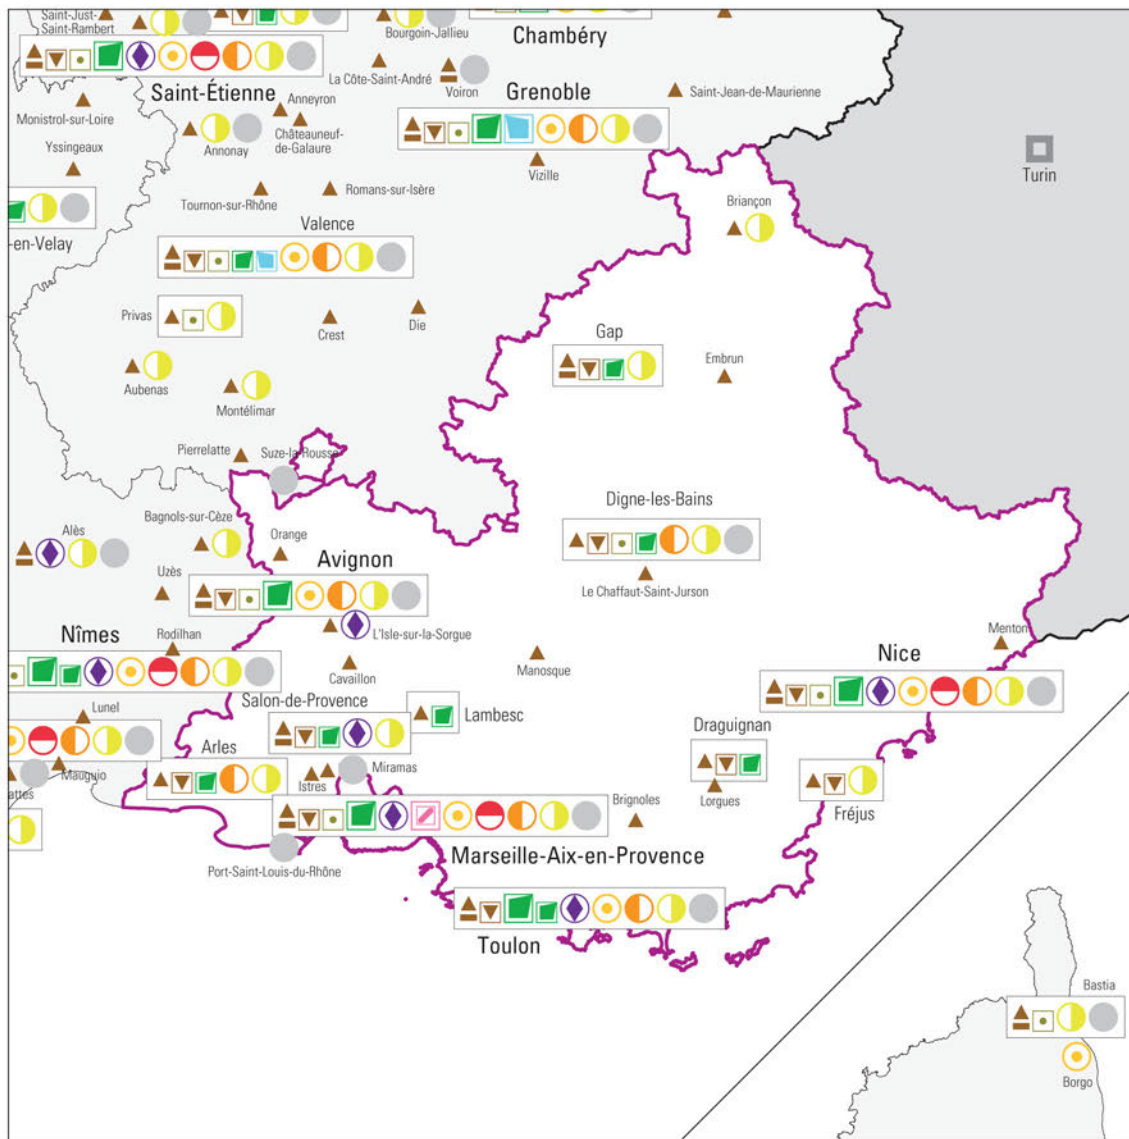 Saint-Just-
Saint-Rambert
Bourgoin-Jallieu
Chambéry
La Côte-Saint-André
Voiron
Saint-Étienne
Anneyron
Grenoble
Saint-Jean-de-Maurienne
Monistrol-sur-Loire
Châteauneuf-
de-Galaure
Annonay
Yssingeaux
Vizille
Turin
Tournon-sur-Rhône
Romans-sur-Isère
Briançon
Valence
-en-Velay
Privas
Crest
Die
Gap
Embrun
Aubenas
Montélimar
Pierrelatte
Suze-la-Rousse
Digne-les-Bains
Bagnols-sur-Cèze
Alès
Orange
Avignon
Uzès
Le Chaffaut-Saint-Jurson
Nîmes
Rodilhan
L'Isle-sur-la-Sorgue
Menton
Cavaillon
Manosque
Nice
Salon-de-Provence
Lunel
Lambesc
Draguignan
Arles
Miramas
Mauguio
attes
Istres
Brignoles
Lorgues
Fréjus
Marseille-Aix-en-Provence
Port-Saint-Louis-du-Rhône
Toulon
Bastia
Borgo